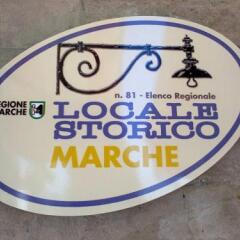 n. 81 - Elenco Regionale
REGIONE
MARCHE
LOCALE
STORICO
MARCHE